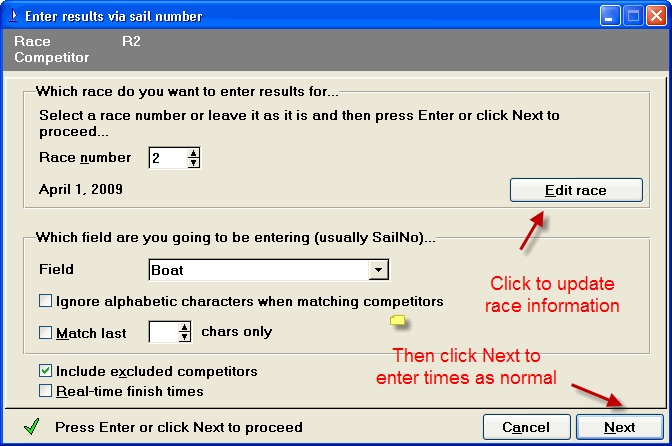 Enter results via sail number
Race R2
Competitor
Which race do you want to enter results for...
Select a race number or leave it as it is and then press Enter or click Next to
proceed...
Race number 2
April 1, 2009
Edit race
Which field are you going to be entering (usually SailNo)...
Field Boat
Click to update
race information
Ignore alphabetic characters when matching competitors
Match last chars only
Then click Next to
enter times as normal
Include excluded competitors
Real-time finish times
Press Enter or click Next to proceed
Cancel
Next